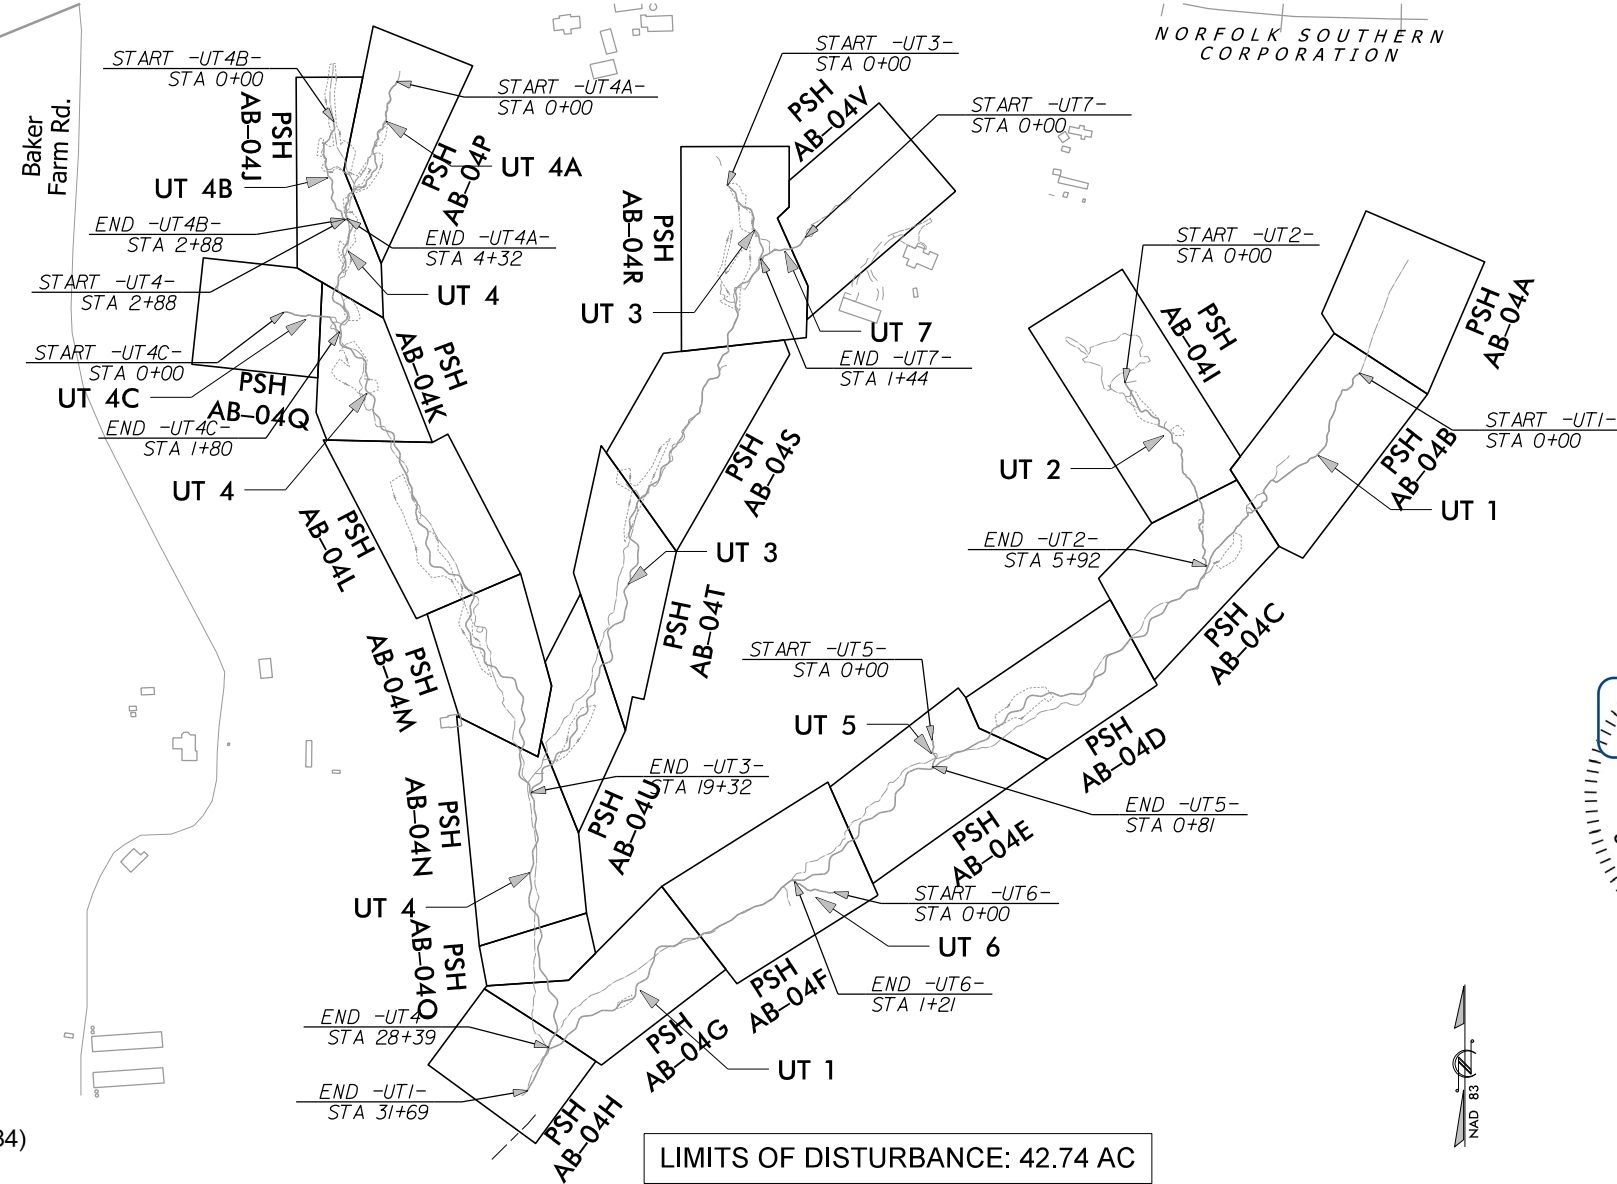 NORFOLK SOUTHERN
CORPORATION
Baker
Farm Rd.
START -UT4B-
STA 0+00
PSH
AB-04J
START -UT4A-
STA 0+00
PSH
AB-04P
UT 4A
UT 4B
END -UT4B-
STA 2+88
END -UT4A-
STA 4+32
START -UT4-
STA 2+88
UT 4
START -UT4C-
STA 0+00
UT 4C
PSH
AB-04Q
PSH
AB-04K
END -UT4C-
STA 1+80
UT 4
PSH
AB-04L
START -UT3-
STA 0+00
PSH
AB-04V
START -UT7-
STA 0+00
PSH
AB-04R
UT 3
UT 7
END -UT7-
STA 1+44
PSH
AB-04S
UT 3
PSH
AB-04T
START -UT2-
STA 0+00
PSH
AB-04I
PSH
AB-04A
START -UT1-
STA 0+00
PSH
AB-04B
UT 2
UT 1
END -UT2-
STA 5+92
PSH
AB-04C
PSH
AB-04M
START -UT5-
STA 0+00
UT 5
PSH
AB-04D
END -UT3-
STA 19+32
PSH
AB-04N
PSH
AB-04U
END -UT5-
STA 0+81
PSH
AB-04E
UT 4
START -UT6-
STA 0+00
UT 6
PSH
AB-04O
PSH
AB-04F
END -UT6-
STA 1+21
END -UT4-
STA 28+39
PSH
AB-04G
UT 1
END -UT1-
STA 31+69
PSH
AB-04H
NAD 83
34)
LIMITS OF DISTURBANCE: 42.74 AC